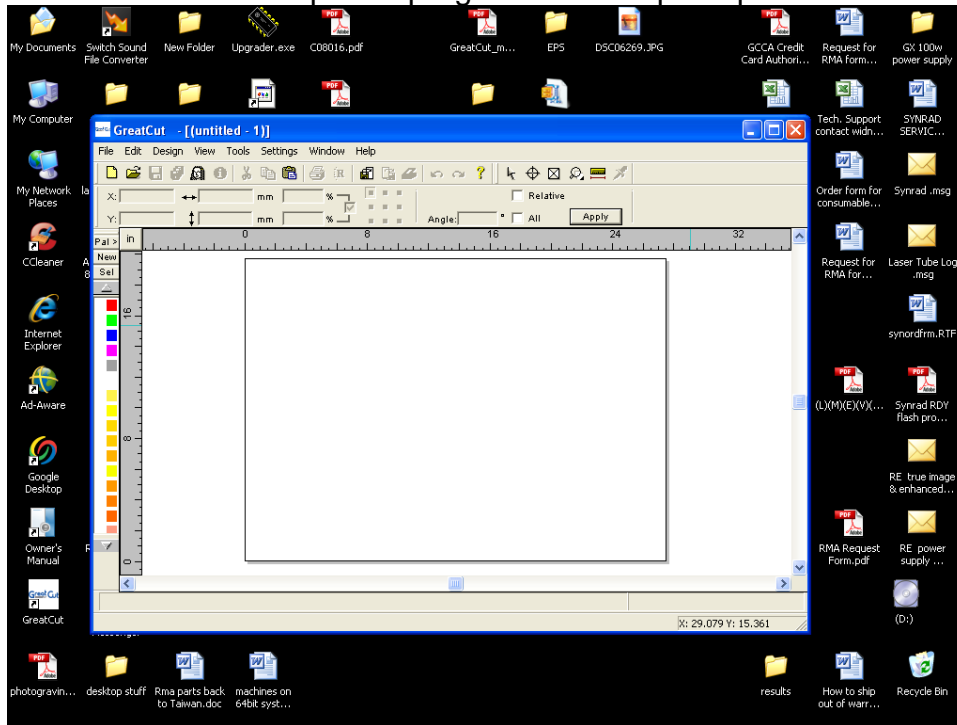 My Documents
Switch Sound
File Converter
New Folder
Upgrader.exe
C08016.pdf
GreatCut_m...
EPS
DSC06269.JPG
GCCA Credit
Card Authori...
Request for
RMA form...
GX 100w
power supply
My Computer
Tech. Support
contact widn...
SYNRAD
SERVIC...
GreatCut - [(untitled - 1)]
File Edit Design View Tools Settings Window Help
X: mm %
Relative
Y: mm %
Angle: ° All Apply
Pal >
in
0 8 16 24 32
New
Sel
16
8
0
X: 29.079 Y: 15.361
My Network
Places
la
Order form for
consumable...
Synrad .msg
CCleaner
A
8
Request for
RMA for...
Laser Tube Log
.msg
Internet
Explorer
synordfrm.RTF
Ad-Aware
(L)(M)(E)(V)(...
Synrad RDY
flash pro...
Google
Desktop
RE true image
& enhanced...
Owner's
Manual
RMA Request
Form.pdf
RE power
supply ...
GreatCut
(D:)
photogravin...
desktop stuff
Rma parts back
to Taiwan.doc
machines on
64bit syst...
results
How to ship
out of warr...
Recycle Bin